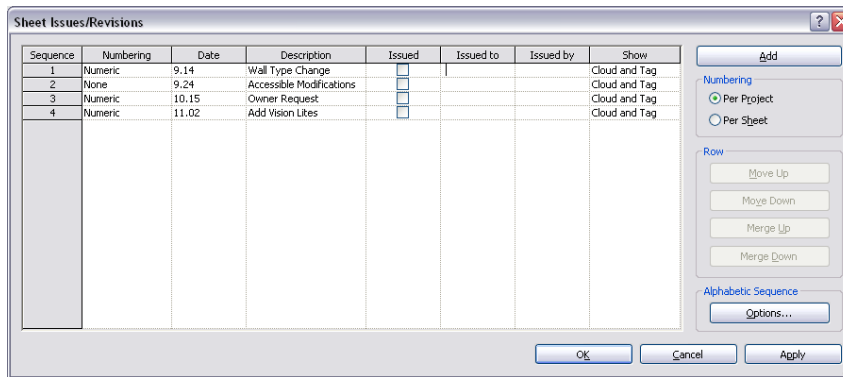 Sheet Issues/Revisions
Sequence Numbering Date Description Issued Issued to Issued by Show
1 Numeric 9.14 Wall Type Change Cloud and Tag
2 None 9.24 Accessible Modifications Cloud and Tag
3 Numeric 10.15 Owner Request Cloud and Tag
4 Numeric 11.02 Add Vision Lites Cloud and Tag
Add
Numbering
Per Project
Per Sheet
Row
Move Up
Move Down
Merge Up
Merge Down
Alphabetic Sequence
Options...
OK Cancel Apply